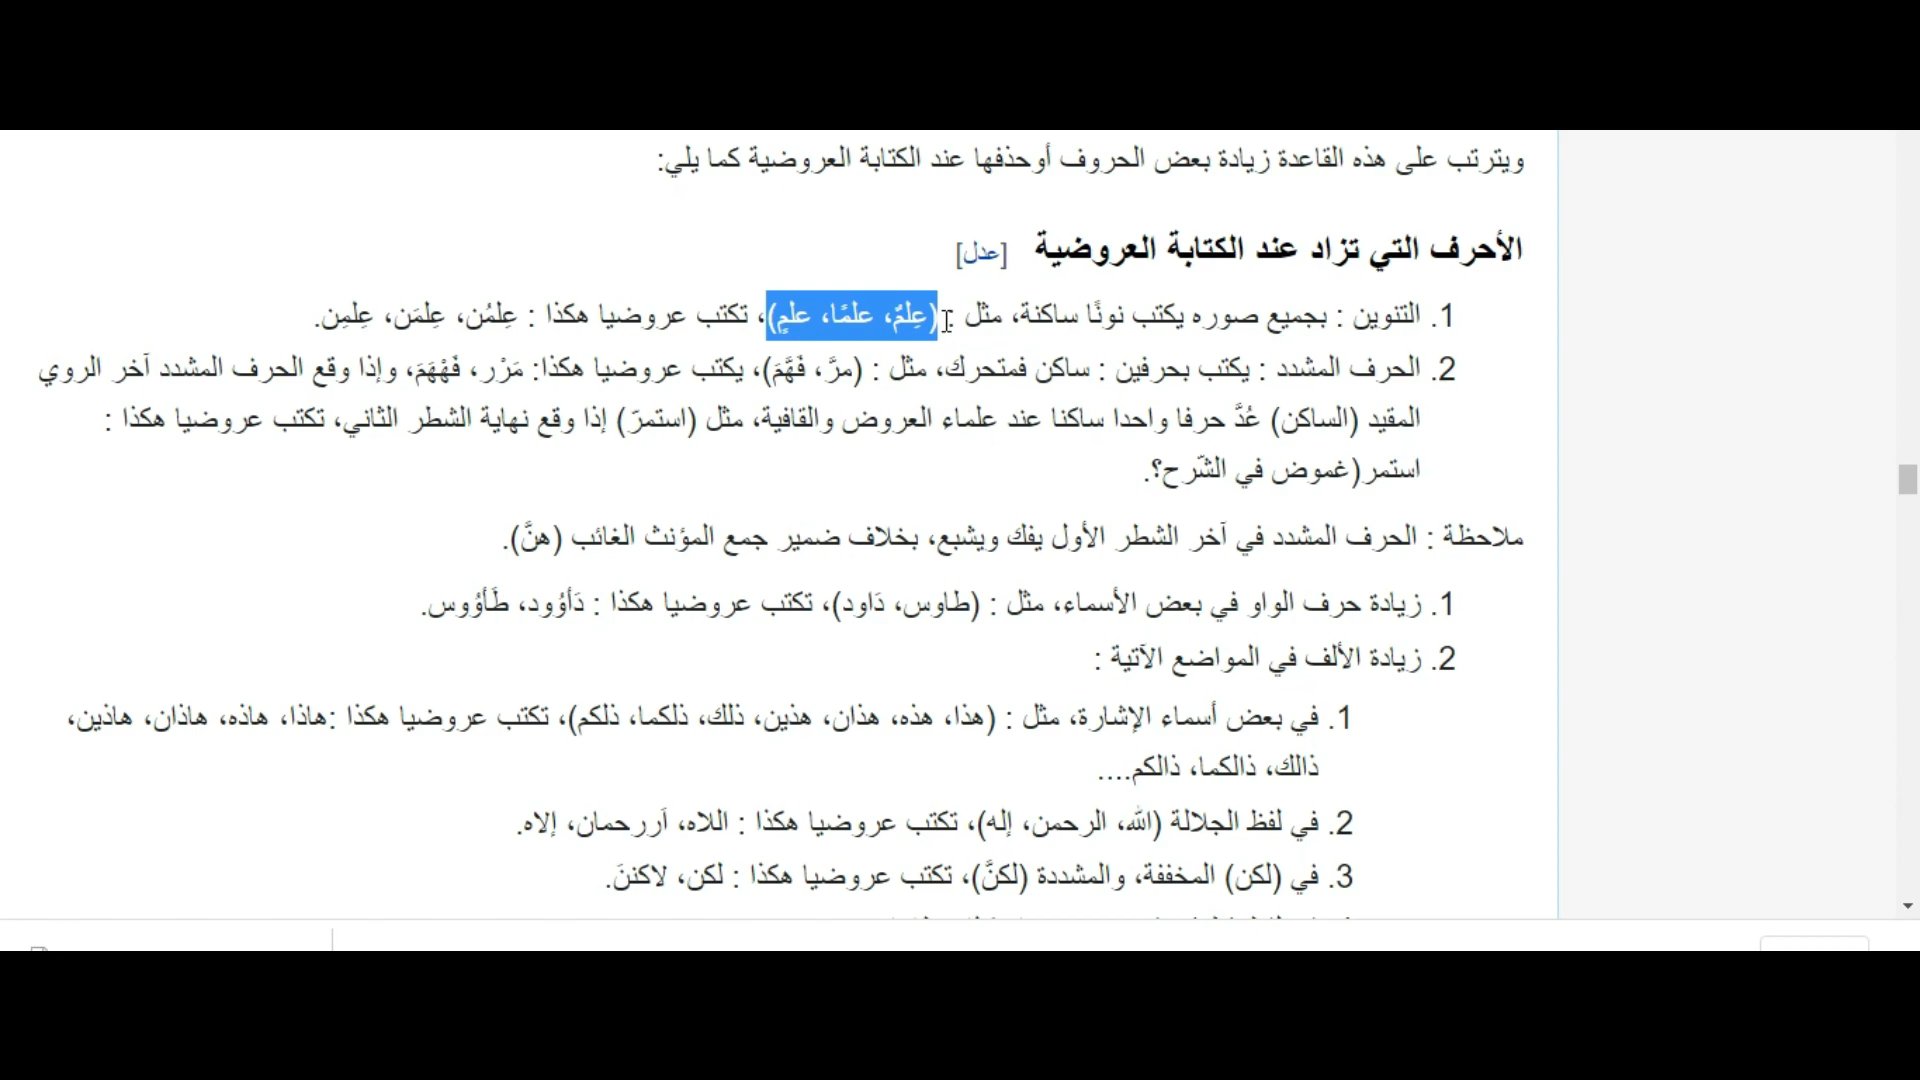 ويترتب على هذه القاعدة زيادة بعض الحروف أوحذفها عند الكتابة العروضية كما يلي:
الأحرف التي تزاد عند الكتابة العروضية [عدل]
1. التنوين : بجميع صوره يكتب نونًا ساكنة، مثل : (عِلمٌ، علمًا، علمٍ)، تكتب عروضيا هكذا : عِلمُن، عِلمَن، عِلمِن.
2. الحرف المشدد : يكتب بحرفين : ساكن فمتحرك، مثل : (مرَّ، فَهَّمَ)، يكتب عروضيا هكذا: مَرْر، فَهْهَمَ، وإذا وقع الحرف المشدد آخر الروي
المقيد (الساكن) عُدَّ حرفا واحدا ساكنا عند علماء العروض والقافية، مثل (استمرّ) إذا وقع نهاية الشطر الثاني، تكتب عروضيا هكذا :
استمر(غموض في الشّرح؟.
ملاحظة : الحرف المشدد في آخر الشطر الأول يفك ويشبع، بخلاف ضمير جمع المؤنث الغائب (هنَّ).
1. زيادة حرف الواو في بعض الأسماء، مثل : (طاوس، دَاود)، تكتب عروضيا هكذا : دَأوُود، طَأوُوس.
2. زيادة الألف في المواضع الآتية :
1. في بعض أسماء الإشارة، مثل : (هذا، هذه، هذان، هذين، ذلك، ذلكما، ذلكم)، تكتب عروضيا هكذا :هاذا، هاذه، هاذان، هاذين،
ذالك، ذالكما، ذالكم....
2. في لفظ الجلالة (الله، الرحمن، إله)، تكتب عروضيا هكذا : اللاه، اَررحمان، إلاه.
3. في (لكن) المخففة، والمشددة (لكنَّ)، تكتب عروضيا هكذا : لكن، لاكننَ.